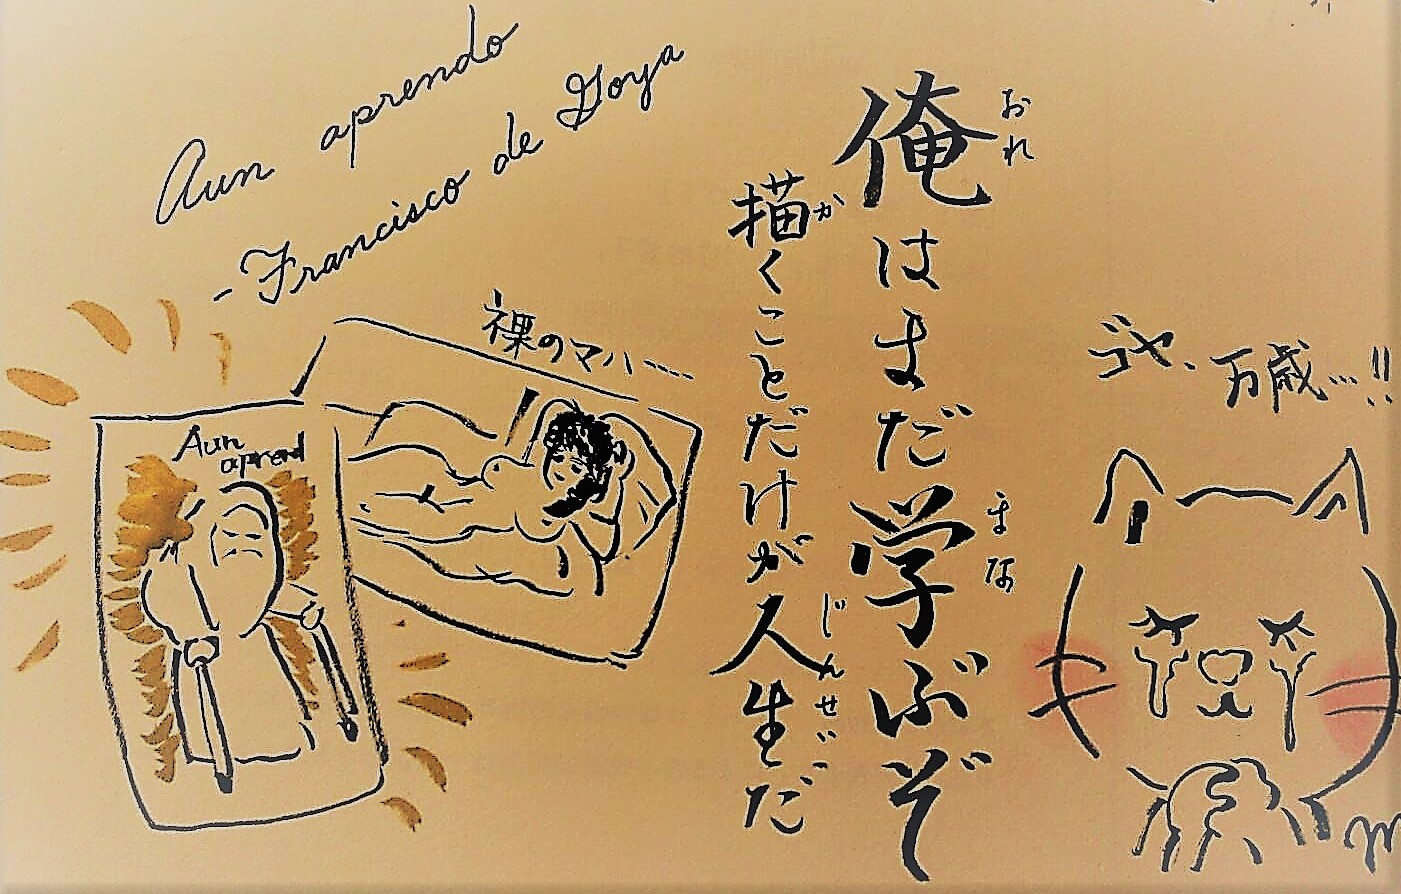 Aun aprendo
- Francisco de Goya
俺はまだ学ぶぞ
おれ
まな
描くことだけが人生だ
か
じんせい
裸のマハ……
Aun
aprend
ゴヤ、万歳…!!